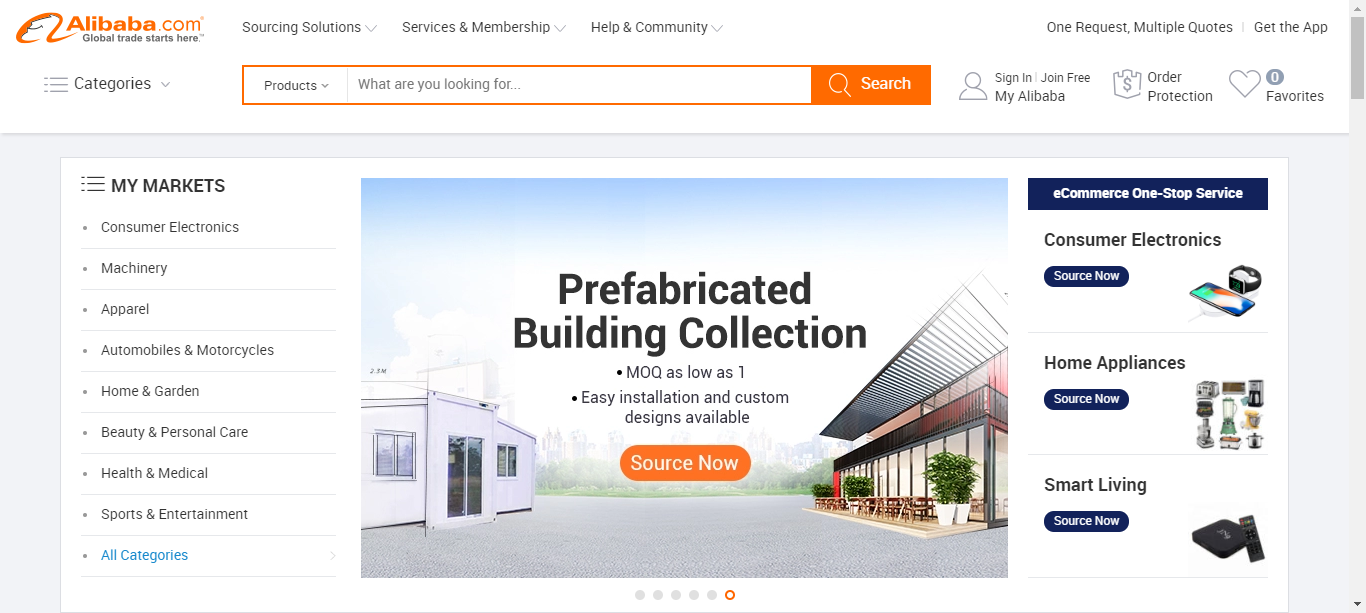 Alibaba.com
Global trade starts here.™
Sourcing Solutions
Services & Membership
Help & Community
One Request, Multiple Quotes
Get the App
Categories
Products
What are you looking for...
Search
Sign In | Join Free
My Alibaba
Order
Protection
0
Favorites
MY MARKETS
Consumer Electronics
Machinery
Apparel
Automobiles & Motorcycles
Home & Garden
Beauty & Personal Care
Health & Medical
Sports & Entertainment
All Categories
Prefabricated
Building Collection
• MOQ as low as 1
• Easy installation and custom
designs available
Source Now
2.3M
eCommerce One-Stop Service
Consumer Electronics
Source Now
Home Appliances
Source Now
Smart Living
Source Now